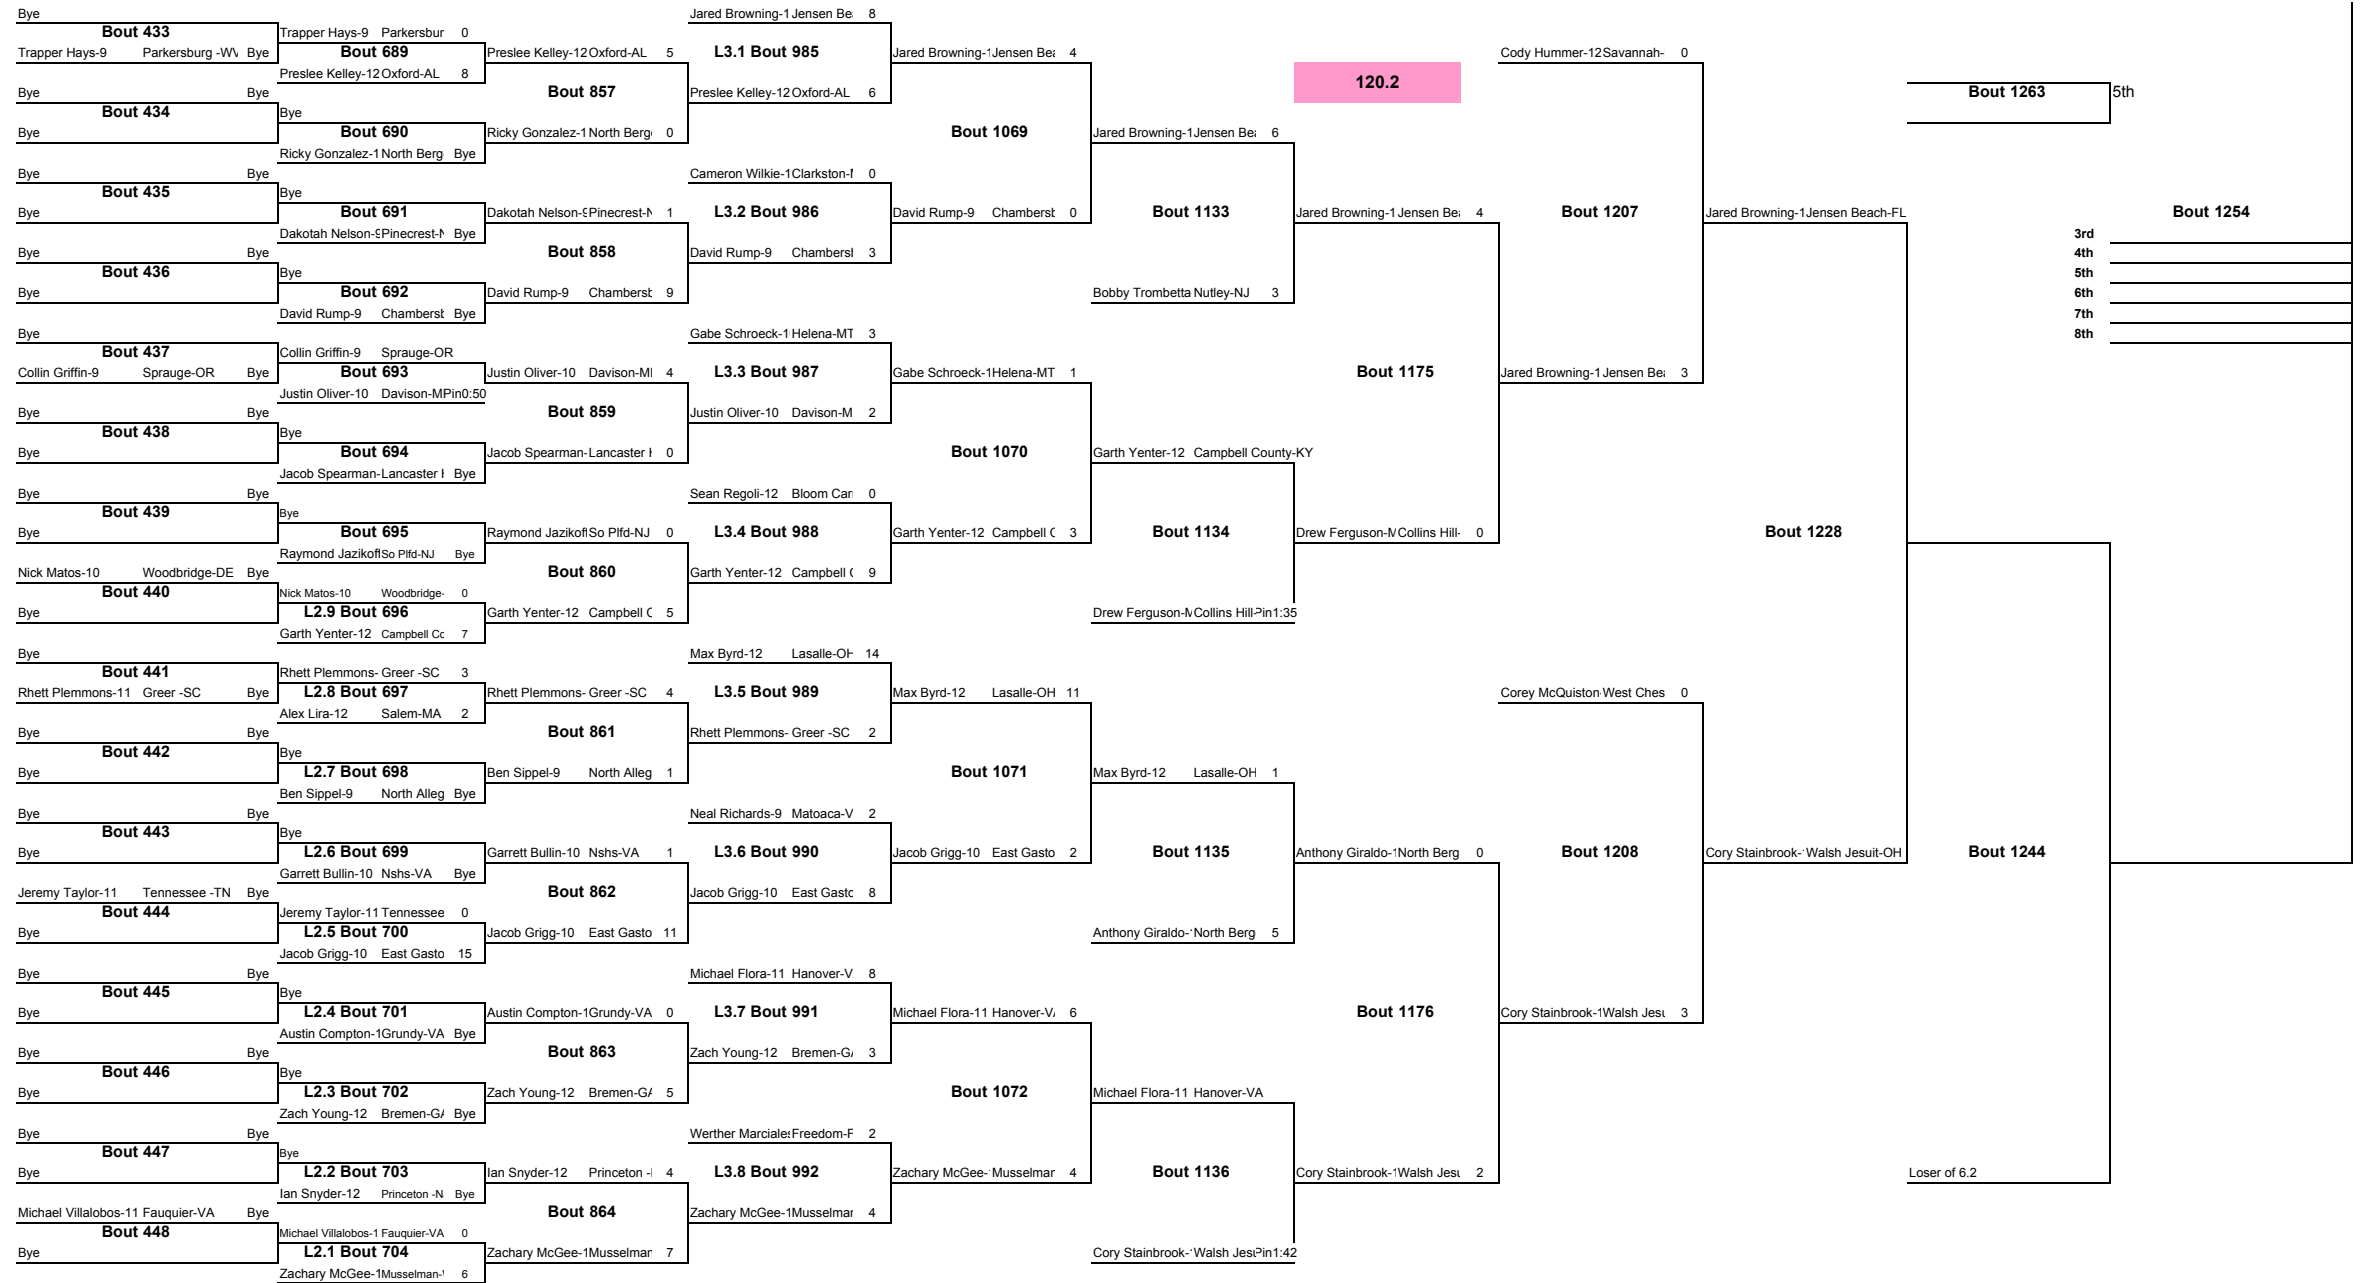 Bye
Bout 433
Trapper Hays-9 Parkersburg -WV Bye
Bye Bye
Bout 434
Bye
Bye Bye
Bout 435
Bye
Bye Bye
Bout 436
Bye
Bye
Bout 437
Collin Griffin-9 Sprauge-OR Bye
Bye Bye
Bout 438
Bye
Bye Bye
Bout 439
Bye
Nick Matos-10 Woodbridge-DE Bye
Bout 440
Bye
Bye
Bout 441
Rhett Plemmons-11 Greer -SC Bye
Bye Bye
Bout 442
Bye
Bye Bye
Bout 443
Bye
Jeremy Taylor-11 Tennessee -TN Bye
Bout 444
Bye
Bye Bye
Bout 445
Bye
Bye Bye
Bout 446
Bye
Bye Bye
Bout 447
Bye
Michael Villalobos-11 Fauquier-VA Bye
Bout 448
Bye
Trapper Hays-9 Parkersbur 0
Bout 689
Preslee Kelley-12 Oxford-AL 8
Bye
Bout 690
Ricky Gonzalez-1 North Berg Bye
Bye
Bout 691
Dakotah Nelson-9 Pinecrest-N Bye
Bye
Bout 692
David Rump-9 Chambersb Bye
Collin Griffin-9 Sprauge-OR
Bout 693
Justin Oliver-10 Davison-M Pin0:50
Bye
Bout 694
Jacob Spearman- Lancaster Bye
Bye
Bout 695
Raymond Jazikoff So Plfd-NJ Bye
Nick Matos-10 Woodbridge- 0
L2.9 Bout 696
Garth Yenter-12 Campbell Co 7
Rhett Plemmons- Greer -SC 3
L2.8 Bout 697
Alex Lira-12 Salem-MA 2
Bye
L2.7 Bout 698
Ben Sippel-9 North Alleg Bye
Bye
L2.6 Bout 699
Garrett Bullin-10 Nshs-VA Bye
Jeremy Taylor-11 Tennessee 0
L2.5 Bout 700
Jacob Grigg-10 East Gasto 15
Bye
L2.4 Bout 701
Austin Compton-1 Grundy-VA Bye
Bye
L2.3 Bout 702
Zach Young-12 Bremen-GA Bye
Bye
L2.2 Bout 703
Ian Snyder-12 Princeton -N Bye
Michael Villalobos-1 Fauquier-VA 0
L2.1 Bout 704
Zachary McGee-1 Musselman- 6
Preslee Kelley-12 Oxford-AL 5
Bout 857
Ricky Gonzalez-1 North Berg 0
Dakotah Nelson-9 Pinecrest-N 1
Bout 858
David Rump-9 Chambersb 9
Justin Oliver-10 Davison-MI 4
Bout 859
Jacob Spearman- Lancaster 0
Raymond Jazikoff So Plfd-NJ 0
Bout 860
Garth Yenter-12 Campbell C 5
Rhett Plemmons- Greer -SC 4
Bout 861
Ben Sippel-9 North Alleg 1
Garrett Bullin-10 Nshs-VA 1
Bout 862
Jacob Grigg-10 East Gasto 11
Austin Compton-1 Grundy-VA 0
Bout 863
Zach Young-12 Bremen-GA 5
Ian Snyder-12 Princeton - 4
Bout 864
Zachary McGee-1 Musselman 7
Jared Browning-1 Jensen Be 8
L3.1 Bout 985
Preslee Kelley-12 Oxford-AL 6
Cameron Wilkie-1 Clarkston- 0
L3.2 Bout 986
David Rump-9 Chambersb 3
Gabe Schroeck-1 Helena-MT 3
L3.3 Bout 987
Justin Oliver-10 Davison-M 2
Sean Regoli-12 Bloom Carr 0
L3.4 Bout 988
Garth Yenter-12 Campbell C 9
Max Byrd-12 Lasalle-OH 14
L3.5 Bout 989
Rhett Plemmons- Greer -SC 2
Neal Richards-9 Matoaca-V 2
L3.6 Bout 990
Jacob Grigg-10 East Gasto 8
Michael Flora-11 Hanover-V 8
L3.7 Bout 991
Zach Young-12 Bremen-GA 3
Werther Marciales Freedom-F 2
L3.8 Bout 992
Zachary McGee-1 Musselman 4
Jared Browning-1 Jensen Bea 4
Bout 1069
David Rump-9 Chambersb 0
Gabe Schroeck-1 Helena-MT 1
Bout 1070
Garth Yenter-12 Campbell C 3
Max Byrd-12 Lasalle-OH 11
Bout 1071
Jacob Grigg-10 East Gasto 2
Michael Flora-11 Hanover-VA 6
Bout 1072
Zachary McGee- Musselman 4
Jared Browning-1 Jensen Bea 6
Bout 1133
Bobby Trombetta Nutley-NJ 3
Garth Yenter-12 Campbell County-KY
Bout 1134
Drew Ferguson-M Collins Hill- Pin1:35
Max Byrd-12 Lasalle-OH 1
Bout 1135
Anthony Giraldo- North Berg 5
Michael Flora-11 Hanover-VA
Bout 1136
Cory Stainbrook- Walsh Jesu Pin1:42
120.2
Jared Browning-1 Jensen Bea 4
Bout 1175
Drew Ferguson-M Collins Hill- 0
Anthony Giraldo-1 North Berg 0
Bout 1176
Cory Stainbrook-1 Walsh Jesu 2
Cody Hummer-12 Savannah- 0
Bout 1207
Jared Browning-1 Jensen Bea 3
Corey McQuiston West Ches 0
Bout 1208
Cory Stainbrook-1 Walsh Jesu 3
Jared Browning-1 Jensen Beach-FL
Bout 1228
Cory Stainbrook- Walsh Jesuit-OH
Bout 1263 5th
Bout 1244
Loser of 6.2
Bout 1254
3rd
4th
5th
6th
7th
8th